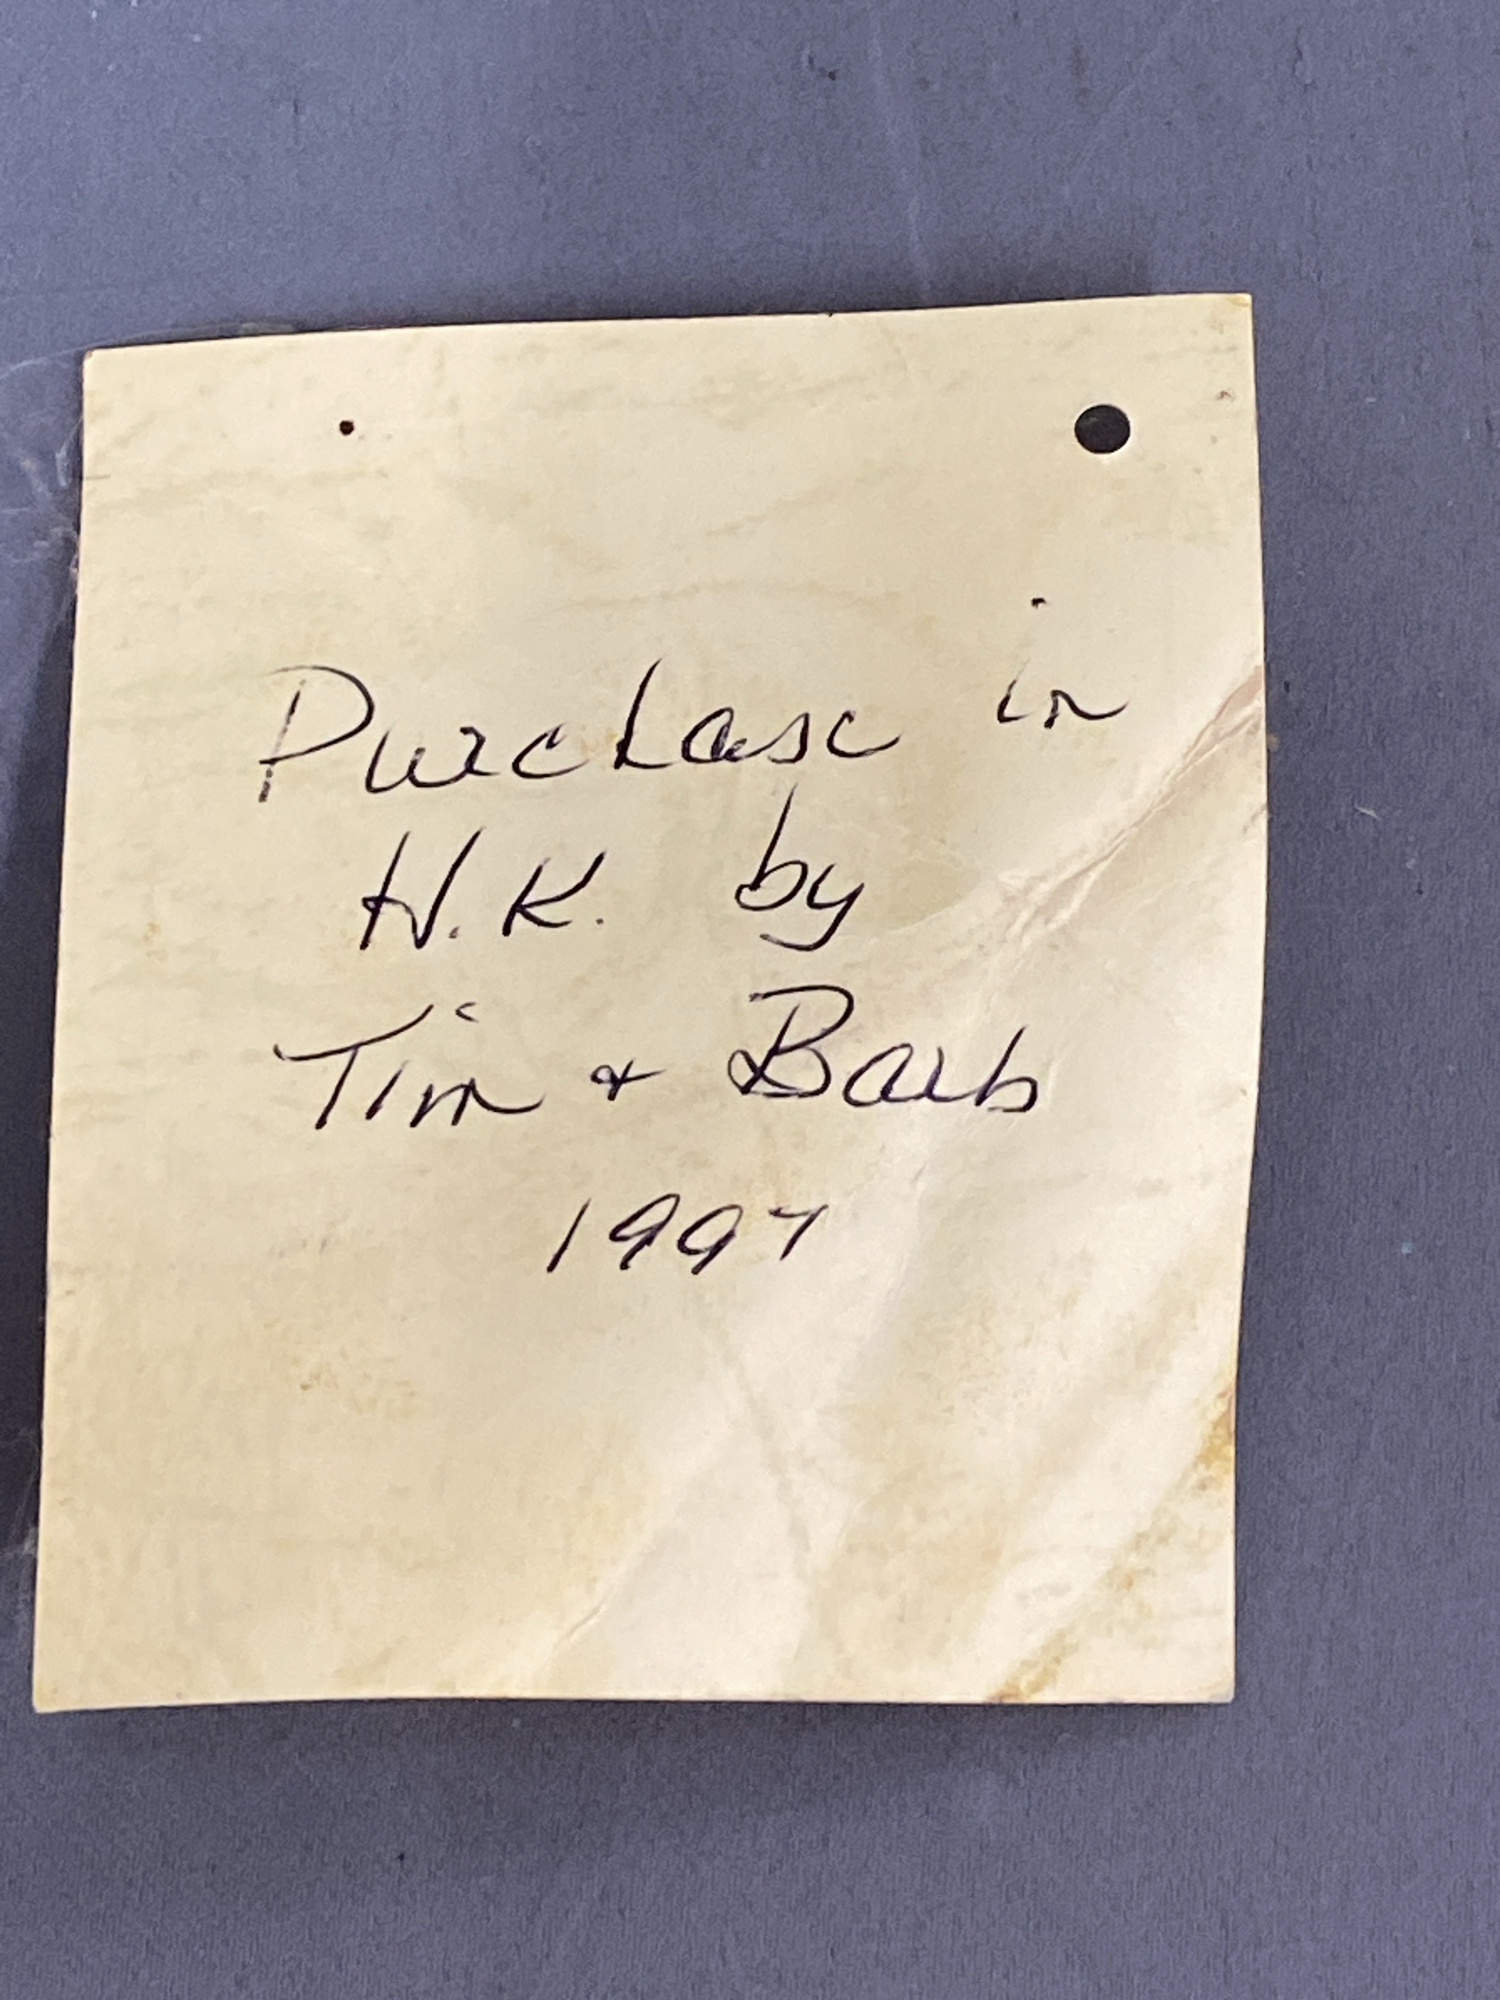 Purchase in
H.K. by
Tim + Barb
1997